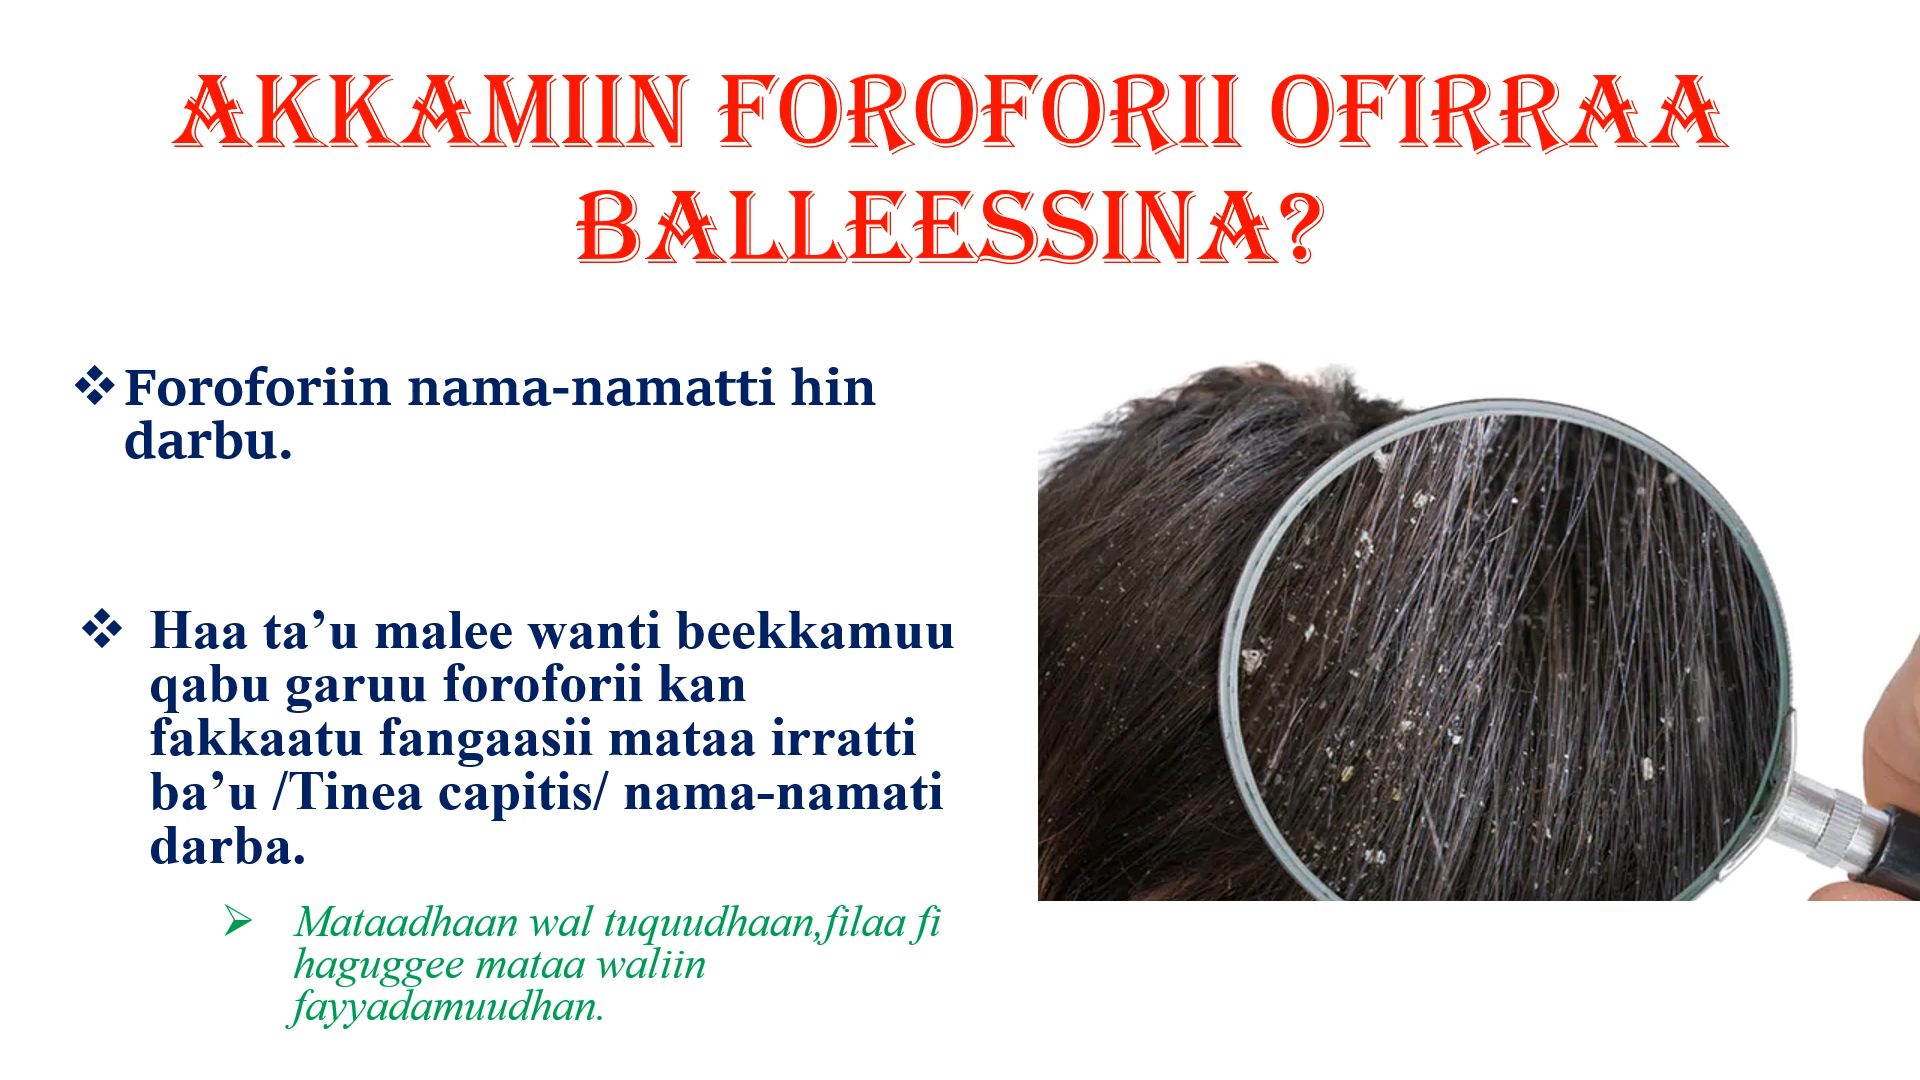 AKKAMIIN FOROFORII OFIRRAA
BALLEESSINA?
❖Foroforiin nama-namatti hin
darbu.
❖ Haa ta’u malee wanti beekkamuu
qabu garuu foroforii kan
fakkaatu fangaasii mataa irratti
ba’u /Tinea capitis/ nama-namati
darba.
➢ Mataadhaan wal tuquudhaan,filaa fi
haguggee mataa waliin
fayyadamuudhan.